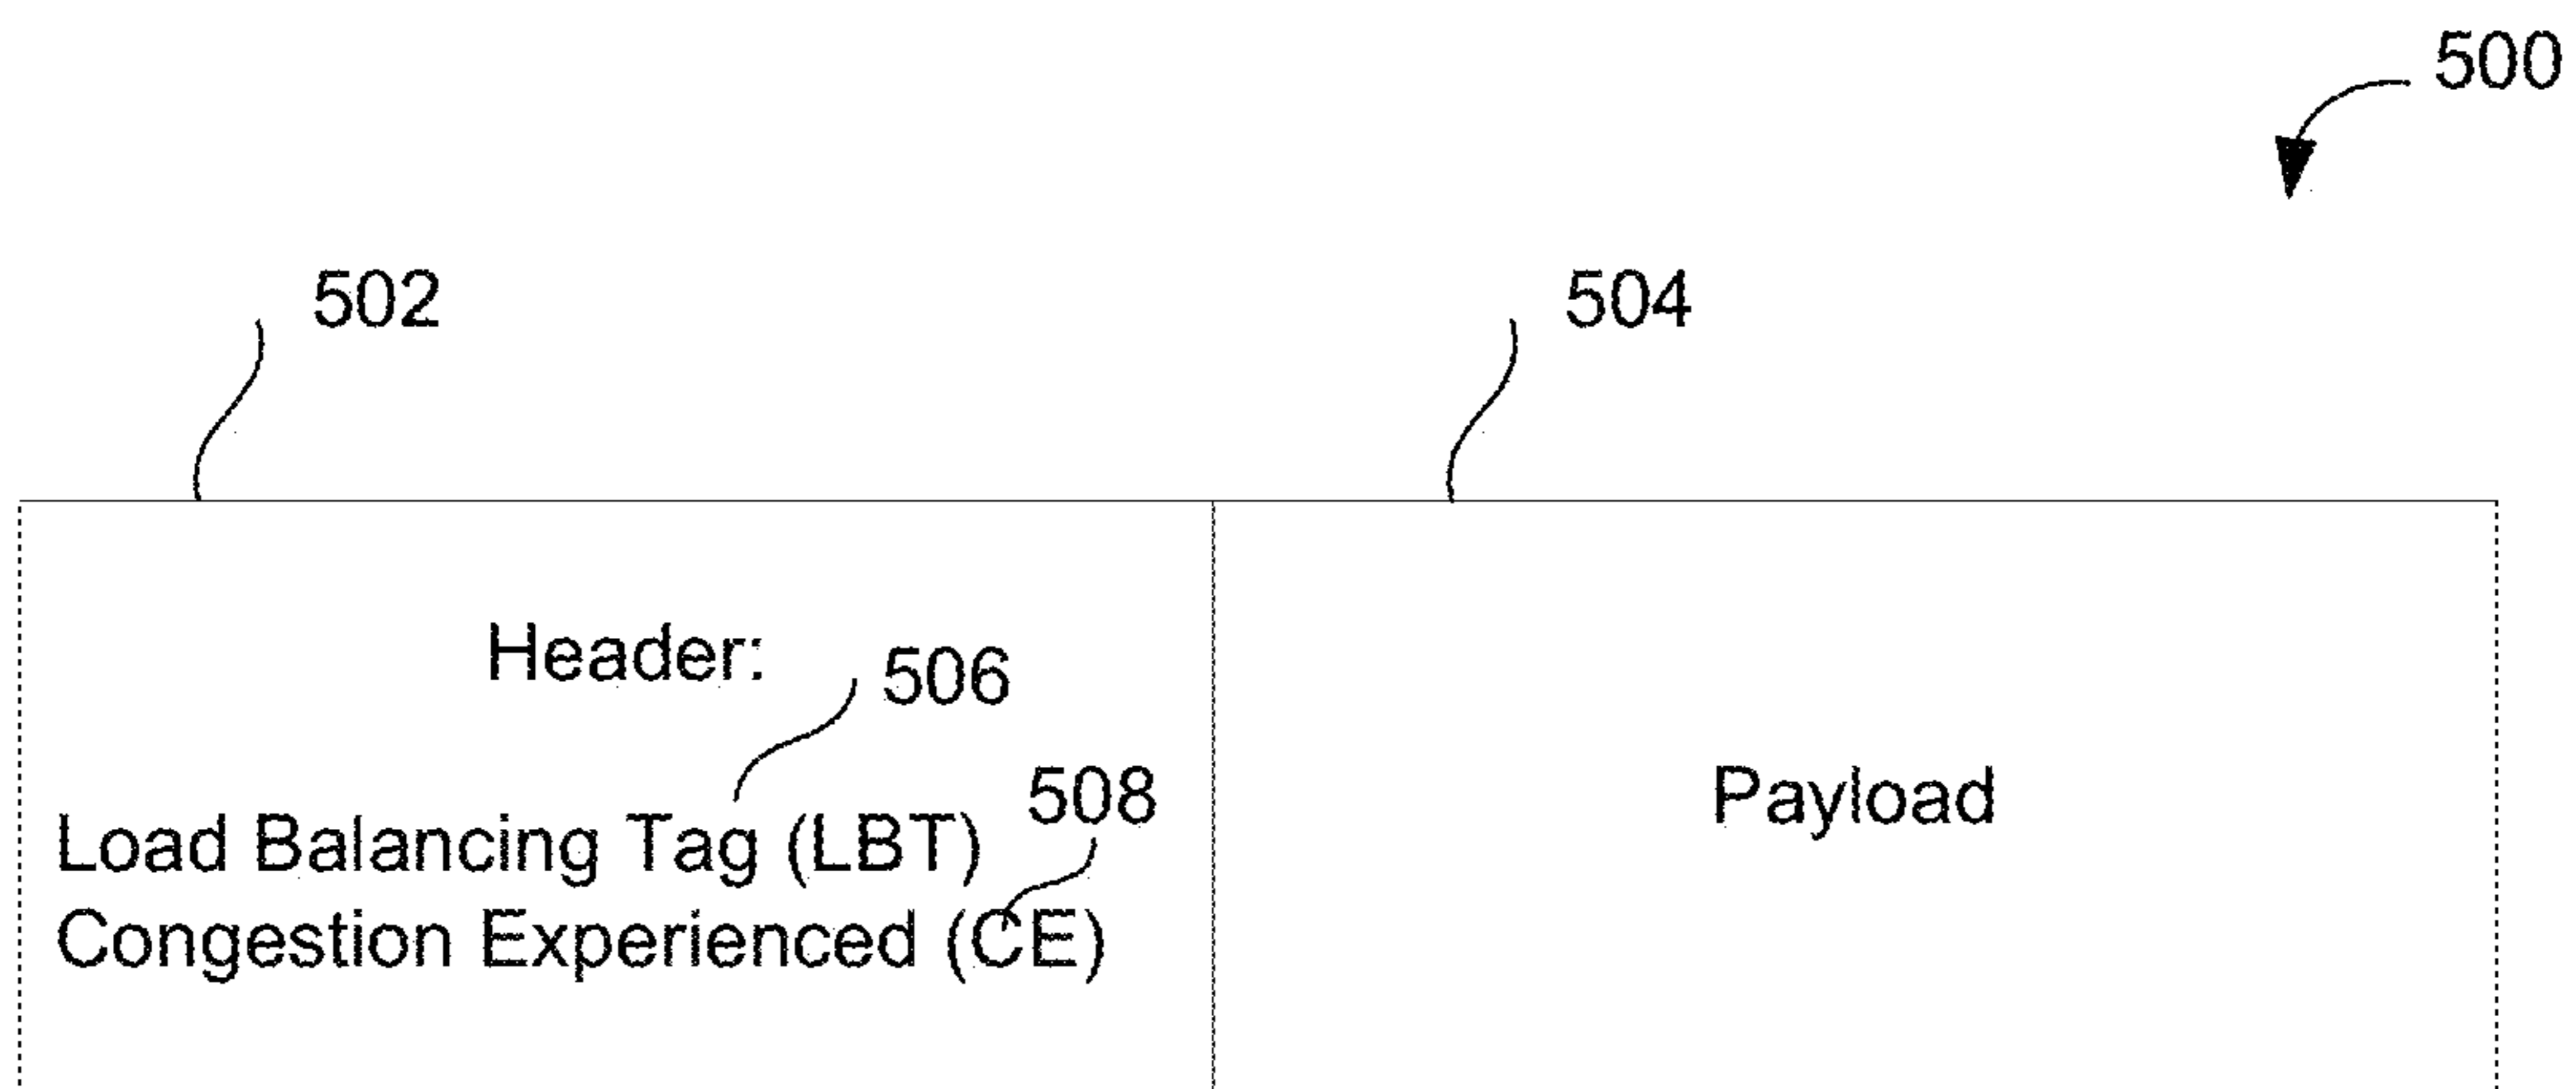 500
502
504
Header:
506
508
Load Balancing Tag (LBT)
Congestion Experienced (CE)
Payload